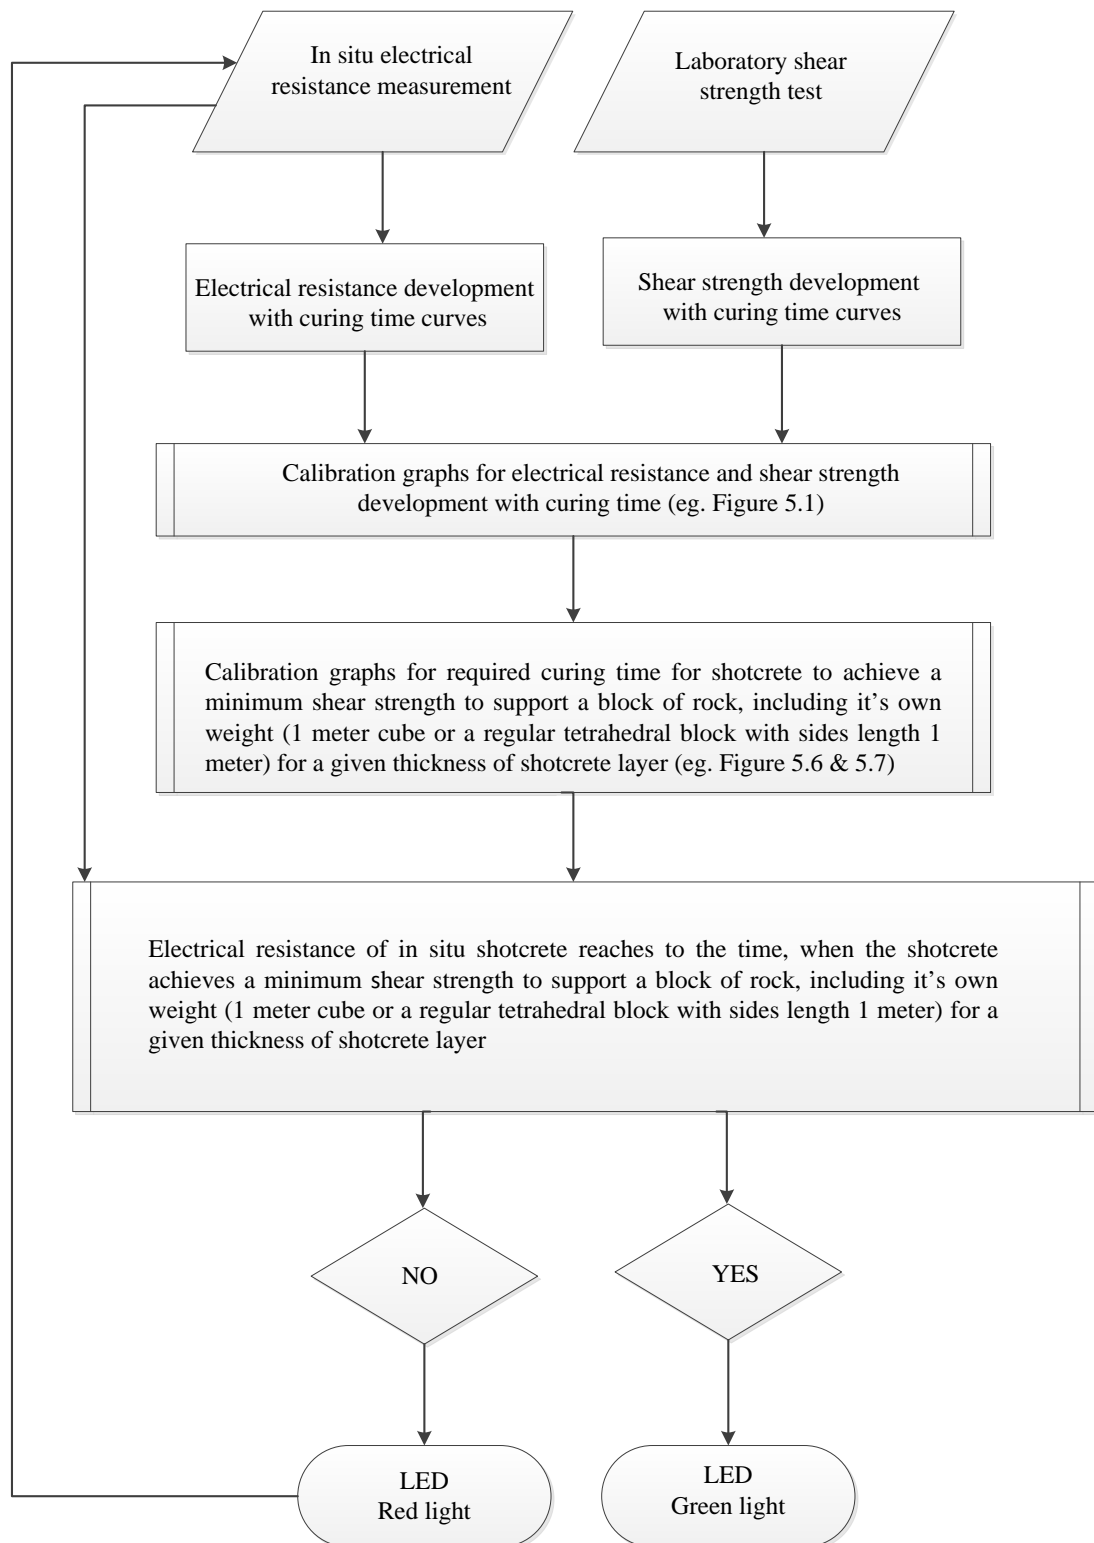 In situ electrical
resistance measurement
Laboratory shear
strength test
Electrical resistance development
with curing time curves
Shear strength development
with curing time curves
Calibration graphs for electrical resistance and shear strength
development with curing time (eg. Figure 5.1)
Calibration graphs for required curing time for shotcrete to achieve a
minimum shear strength to support a block of rock, including it's own
weight (1 meter cube or a regular tetrahedral block with sides length 1
meter) for a given thickness of shotcrete layer (eg. Figure 5.6 & 5.7)
Electrical resistance of in situ shotcrete reaches to the time, when the shotcrete
achieves a minimum shear strength to support a block of rock, including it's own
weight (1 meter cube or a regular tetrahedral block with sides length 1 meter) for a
given thickness of shotcrete layer
NO
YES
LED
Red light
LED
Green light